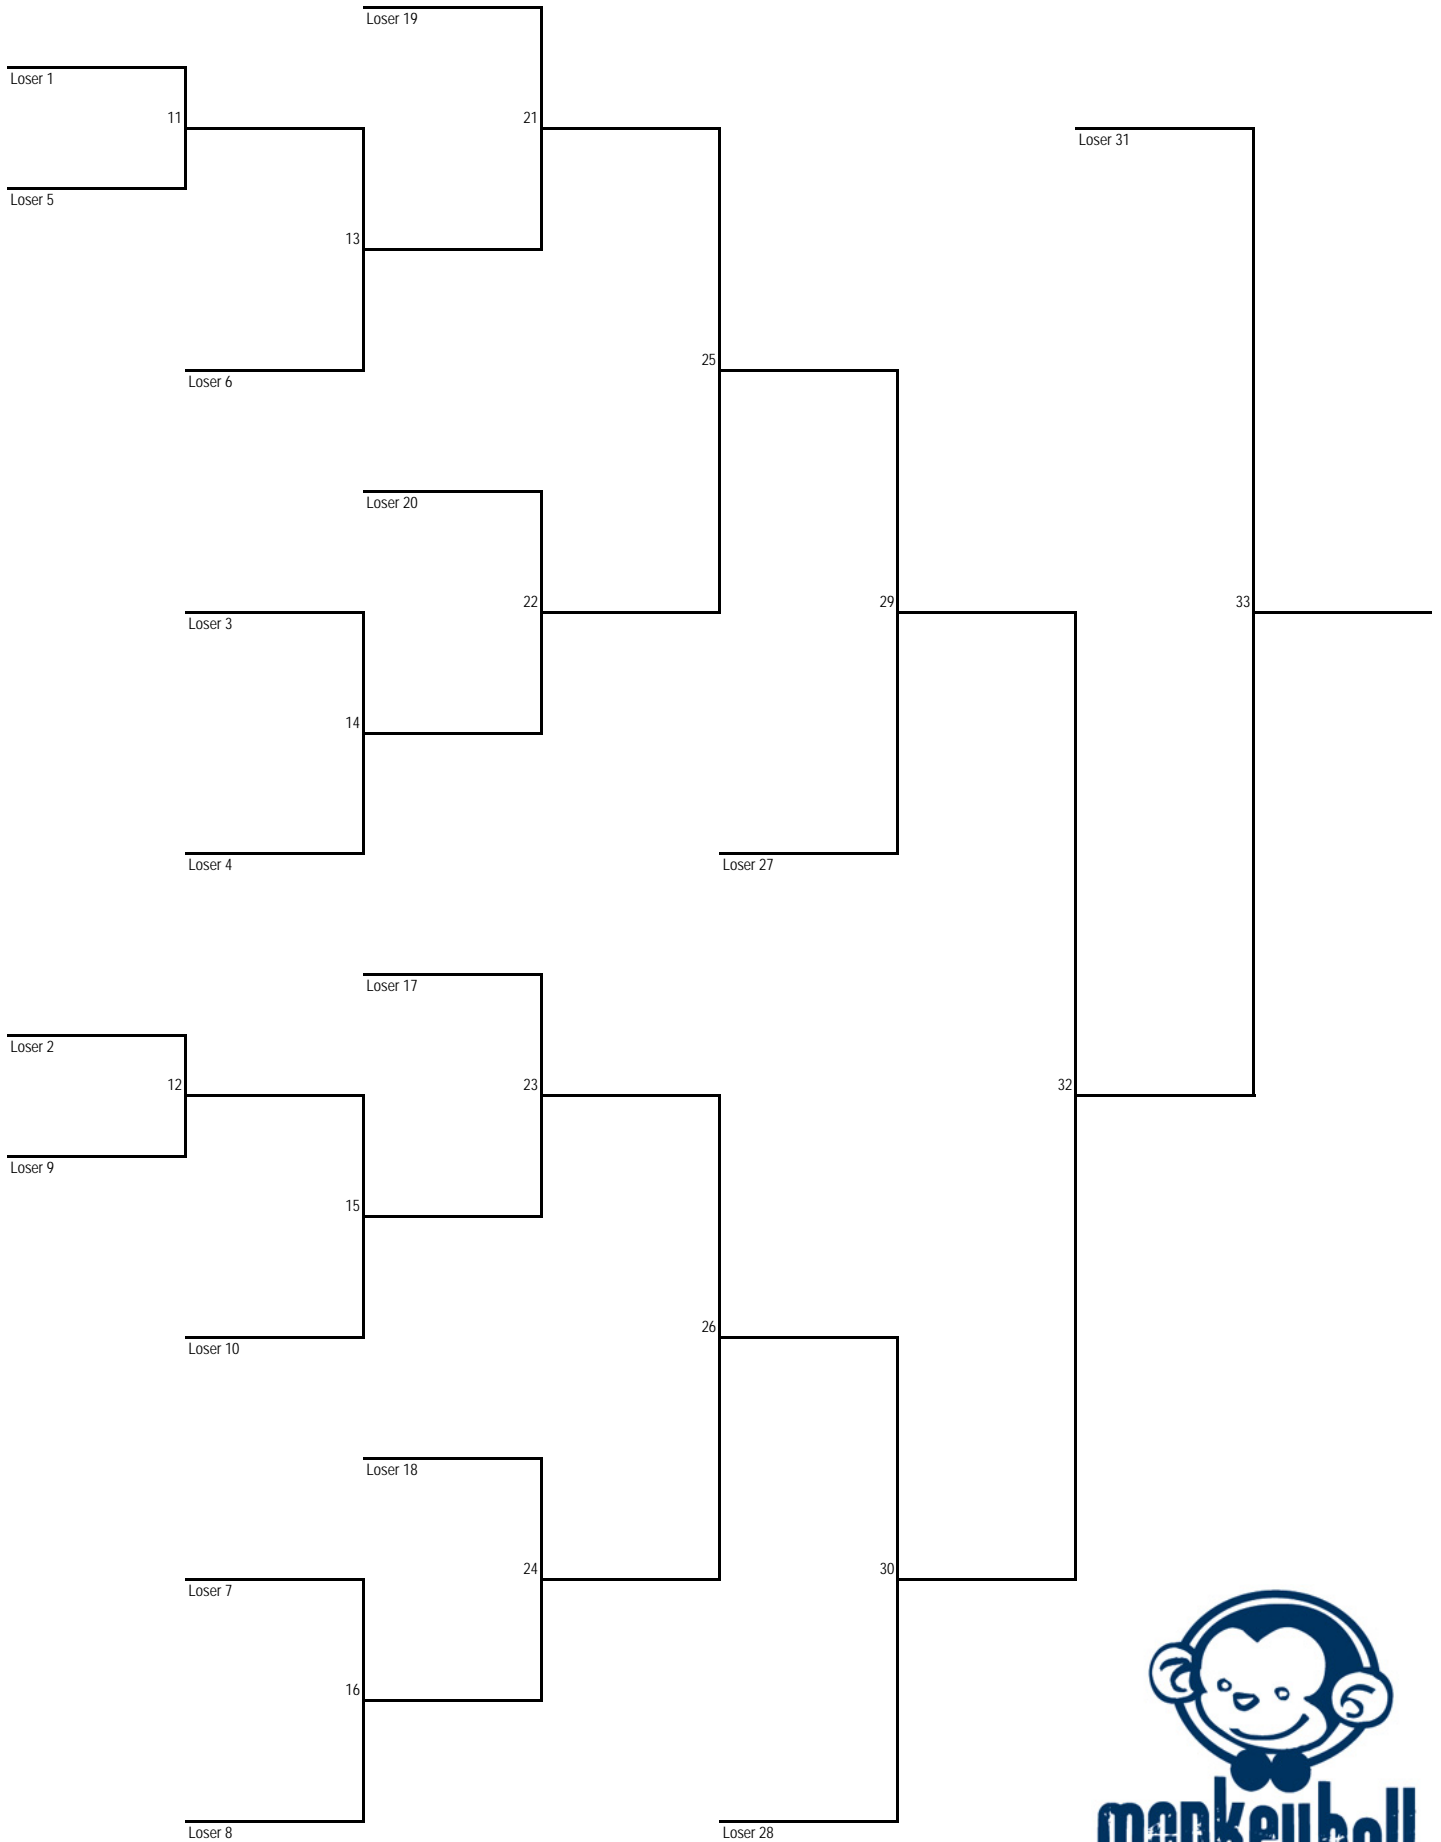 Loser 19
Loser 1
11
21
Loser 31
Loser 5
13
25
Loser 6
Loser 20
22
29
33
Loser 3
14
Loser 4
Loser 27
Loser 17
Loser 2
12
23
32
Loser 9
15
26
Loser 10
Loser 18
24
30
Loser 7
16
Loser 8
Loser 28
monkeyball